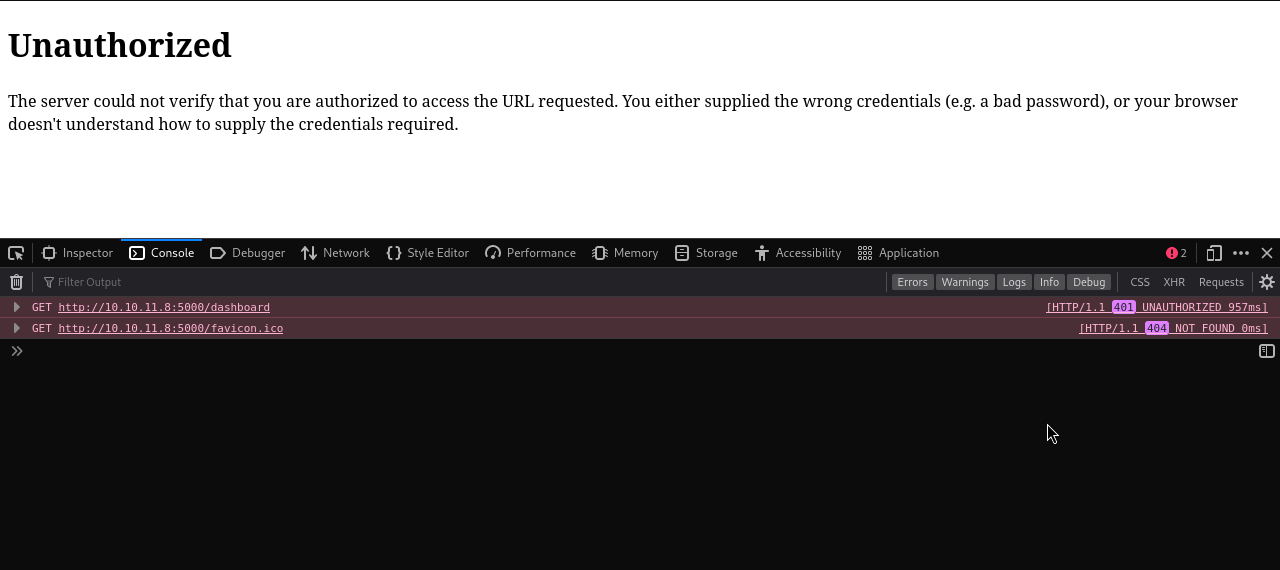 Unauthorized
The server could not verify that you are authorized to access the URL requested. You either supplied the wrong credentials (e.g. a bad password), or your browser
doesn't understand how to supply the credentials required.
Inspector Console Debugger Network Style Editor Performance Memory Storage Accessibility Application 2
Filter Output Errors Warnings Logs Info Debug CSS XHR Requests
GET http://10.10.11.8:5000/dashboard [HTTP/1.1 401 UNAUTHORIZED 957ms]
GET http://10.10.11.8:5000/favicon.ico [HTTP/1.1 404 NOT FOUND 0ms]